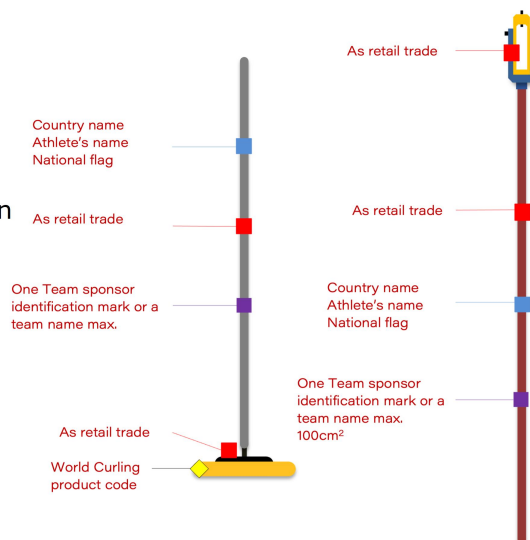 As retail trade
Country name
Athlete's name
National flag
n
As retail trade
As retail trade
One Team sponsor
identification mark or a
team name max.
Country name
Athlete's name
National flag
One Team sponsor
identification mark or a
team name max.
100cm²
As retail trade
World Curling
product code